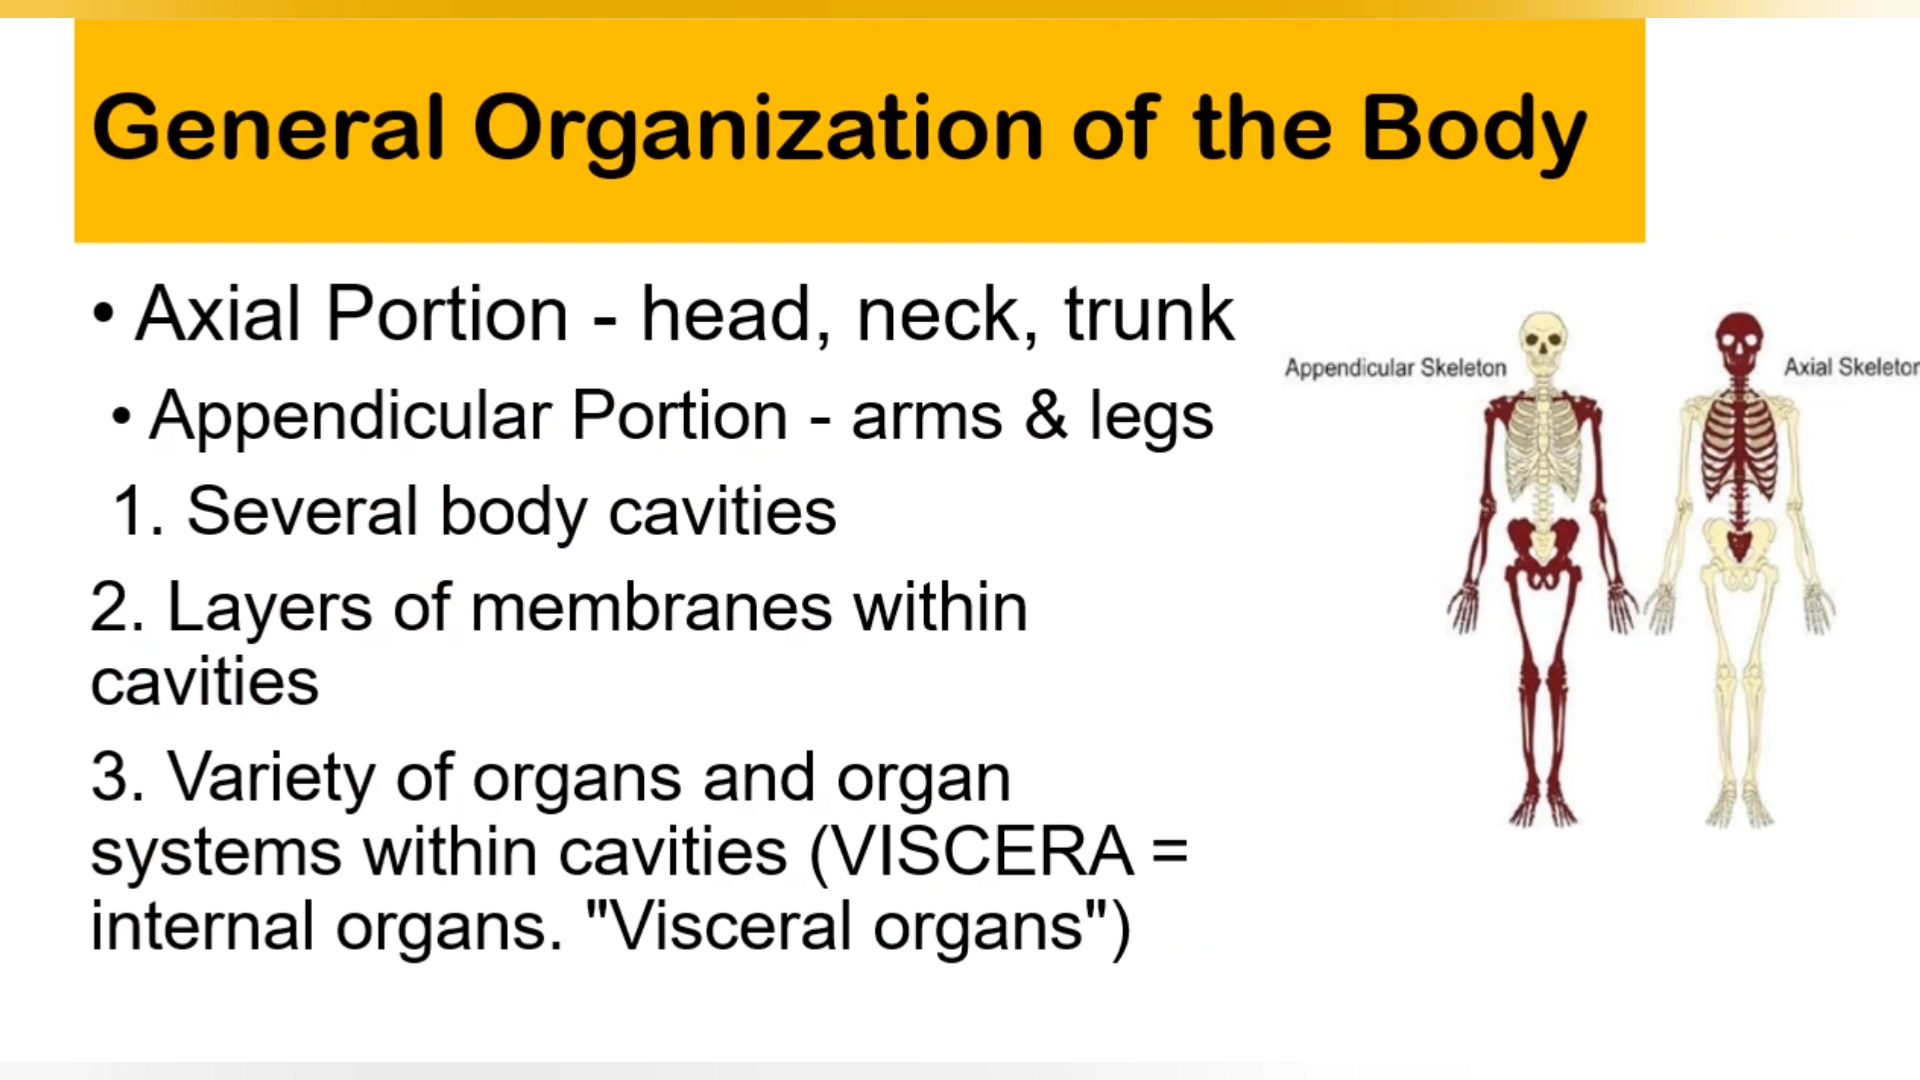 General Organization of the Body
• Axial Portion - head, neck, trunk
• Appendicular Portion - arms & legs
1. Several body cavities
2. Layers of membranes within
cavities
3. Variety of organs and organ
systems within cavities (VISCERA =
internal organs. "Visceral organs")
Appendicular Skeleton
Axial Skeleton